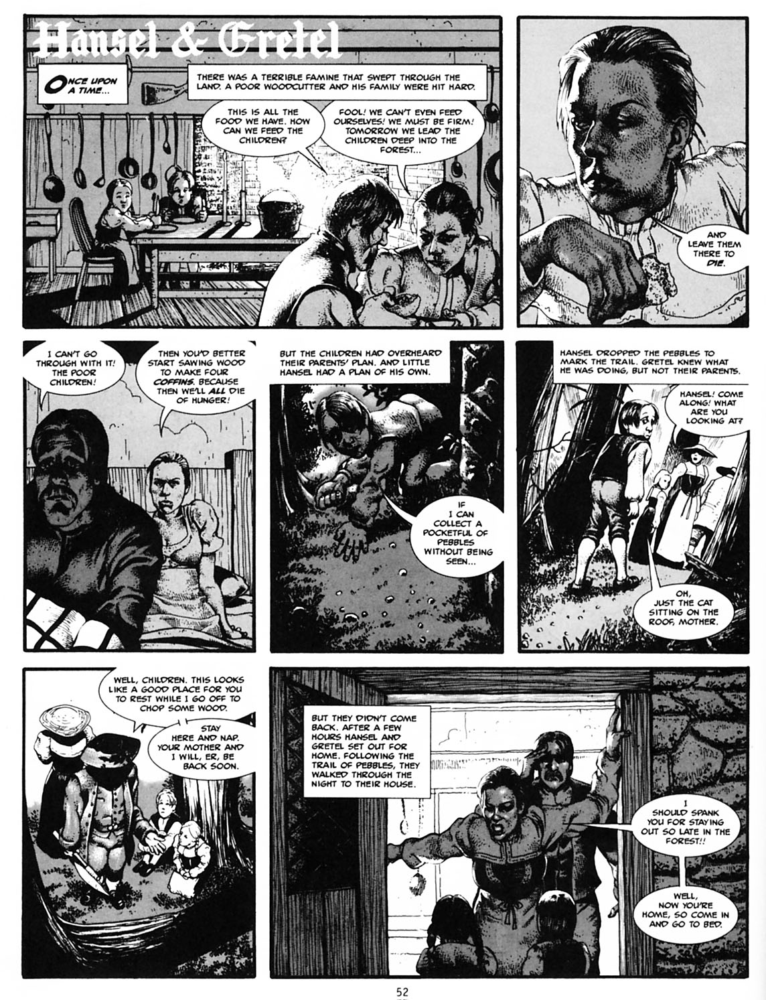 Hansel & Gretel
ONCE UPON
A TIME...
THERE WAS A TERRIBLE FAMINE THAT SWEPT THROUGH THE
LAND. A POOR WOODCUTTER AND HIS FAMILY WERE HIT HARD.
THIS IS ALL THE
FOOD WE HAVE. HOW
CAN WE FEED THE
CHILDREN?
FOOL! WE CAN'T EVEN FEED
OURSELVES! WE MUST BE FIRM!
TOMORROW WE LEAD THE
CHILDREN DEEP INTO THE
FOREST...
AND
LEAVE THEM
THERE TO
DIE.
I CAN'T GO
THROUGH WITH IT!
THE POOR
CHILDREN!
THEN YOU'D BETTER
START SAWING WOOD
TO MAKE FOUR
COFFINS. BECAUSE
THEN WE'LL ALL DIE
OF HUNGER!
BUT THE CHILDREN HAD OVERHEARD
THEIR PARENTS' PLAN. AND LITTLE
HANSEL HAD A PLAN OF HIS OWN.
IF
I CAN
COLLECT A
POCKETFUL OF
PEBBLES
WITHOUT BEING
SEEN...
HANSEL DROPPED THE PEBBLES TO
MARK THE TRAIL. GRETEL KNEW WHAT
HE WAS DOING, BUT NOT THEIR PARENTS.
HANSEL! COME
ALONG! WHAT
ARE YOU
LOOKING AT?
OH,
JUST THE CAT
SITTING ON THE
ROOF, MOTHER.
WELL, CHILDREN. THIS LOOKS
LIKE A GOOD PLACE FOR YOU
TO REST WHILE I GO OFF TO
CHOP SOME WOOD.
STAY
HERE AND NAP.
YOUR MOTHER AND
I WILL, ER, BE
BACK SOON.
BUT THEY DIDN'T COME
BACK. AFTER A FEW
HOURS HANSEL AND
GRETEL SET OUT FOR
HOME. FOLLOWING THE
TRAIL OF PEBBLES, THEY
WALKED THROUGH THE
NIGHT TO THEIR HOUSE.
I
SHOULD SPANK
YOU FOR STAYING
OUT SO LATE IN THE
FOREST!!
WELL,
NOW YOU'RE
HOME, SO COME IN
AND GO TO BED.
52